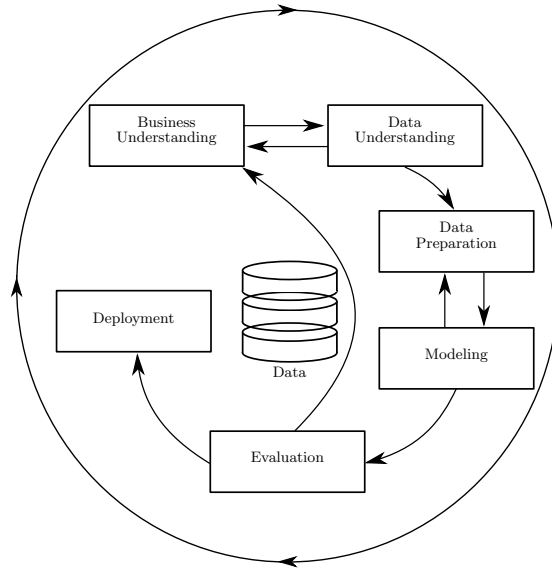 Business
Understanding
Data
Understanding
Data
Preparation
Deployment
Data
Modeling
Evaluation